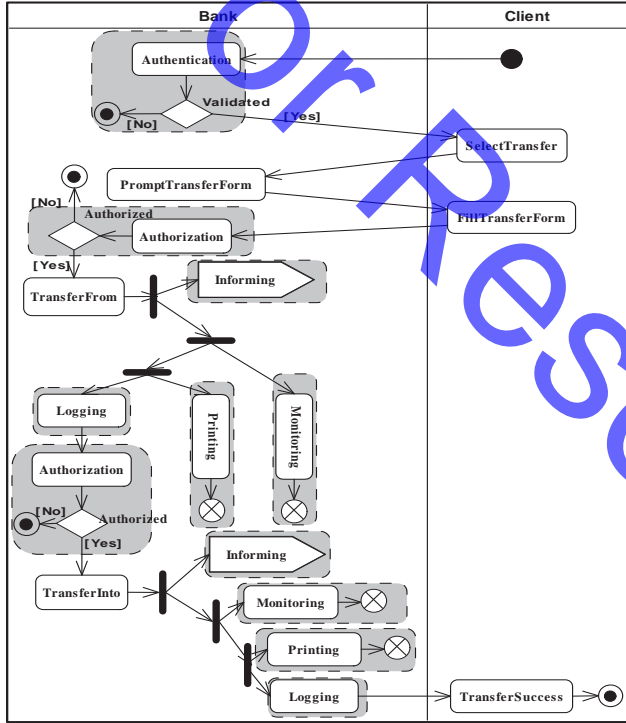 Bank
Client
Authentication
Validated
[No]
[Yes]
SelectTransfer
PromptTransferForm
[No]
FillTransferForm
Authorized
Authorization
[Yes]
Informing
TransferFrom
Logging
Printing
Monitoring
Authorization
[No]
Authorized
[Yes]
Informing
TransferInto
Monitoring
Printing
Logging
TransferSuccess
or Rese